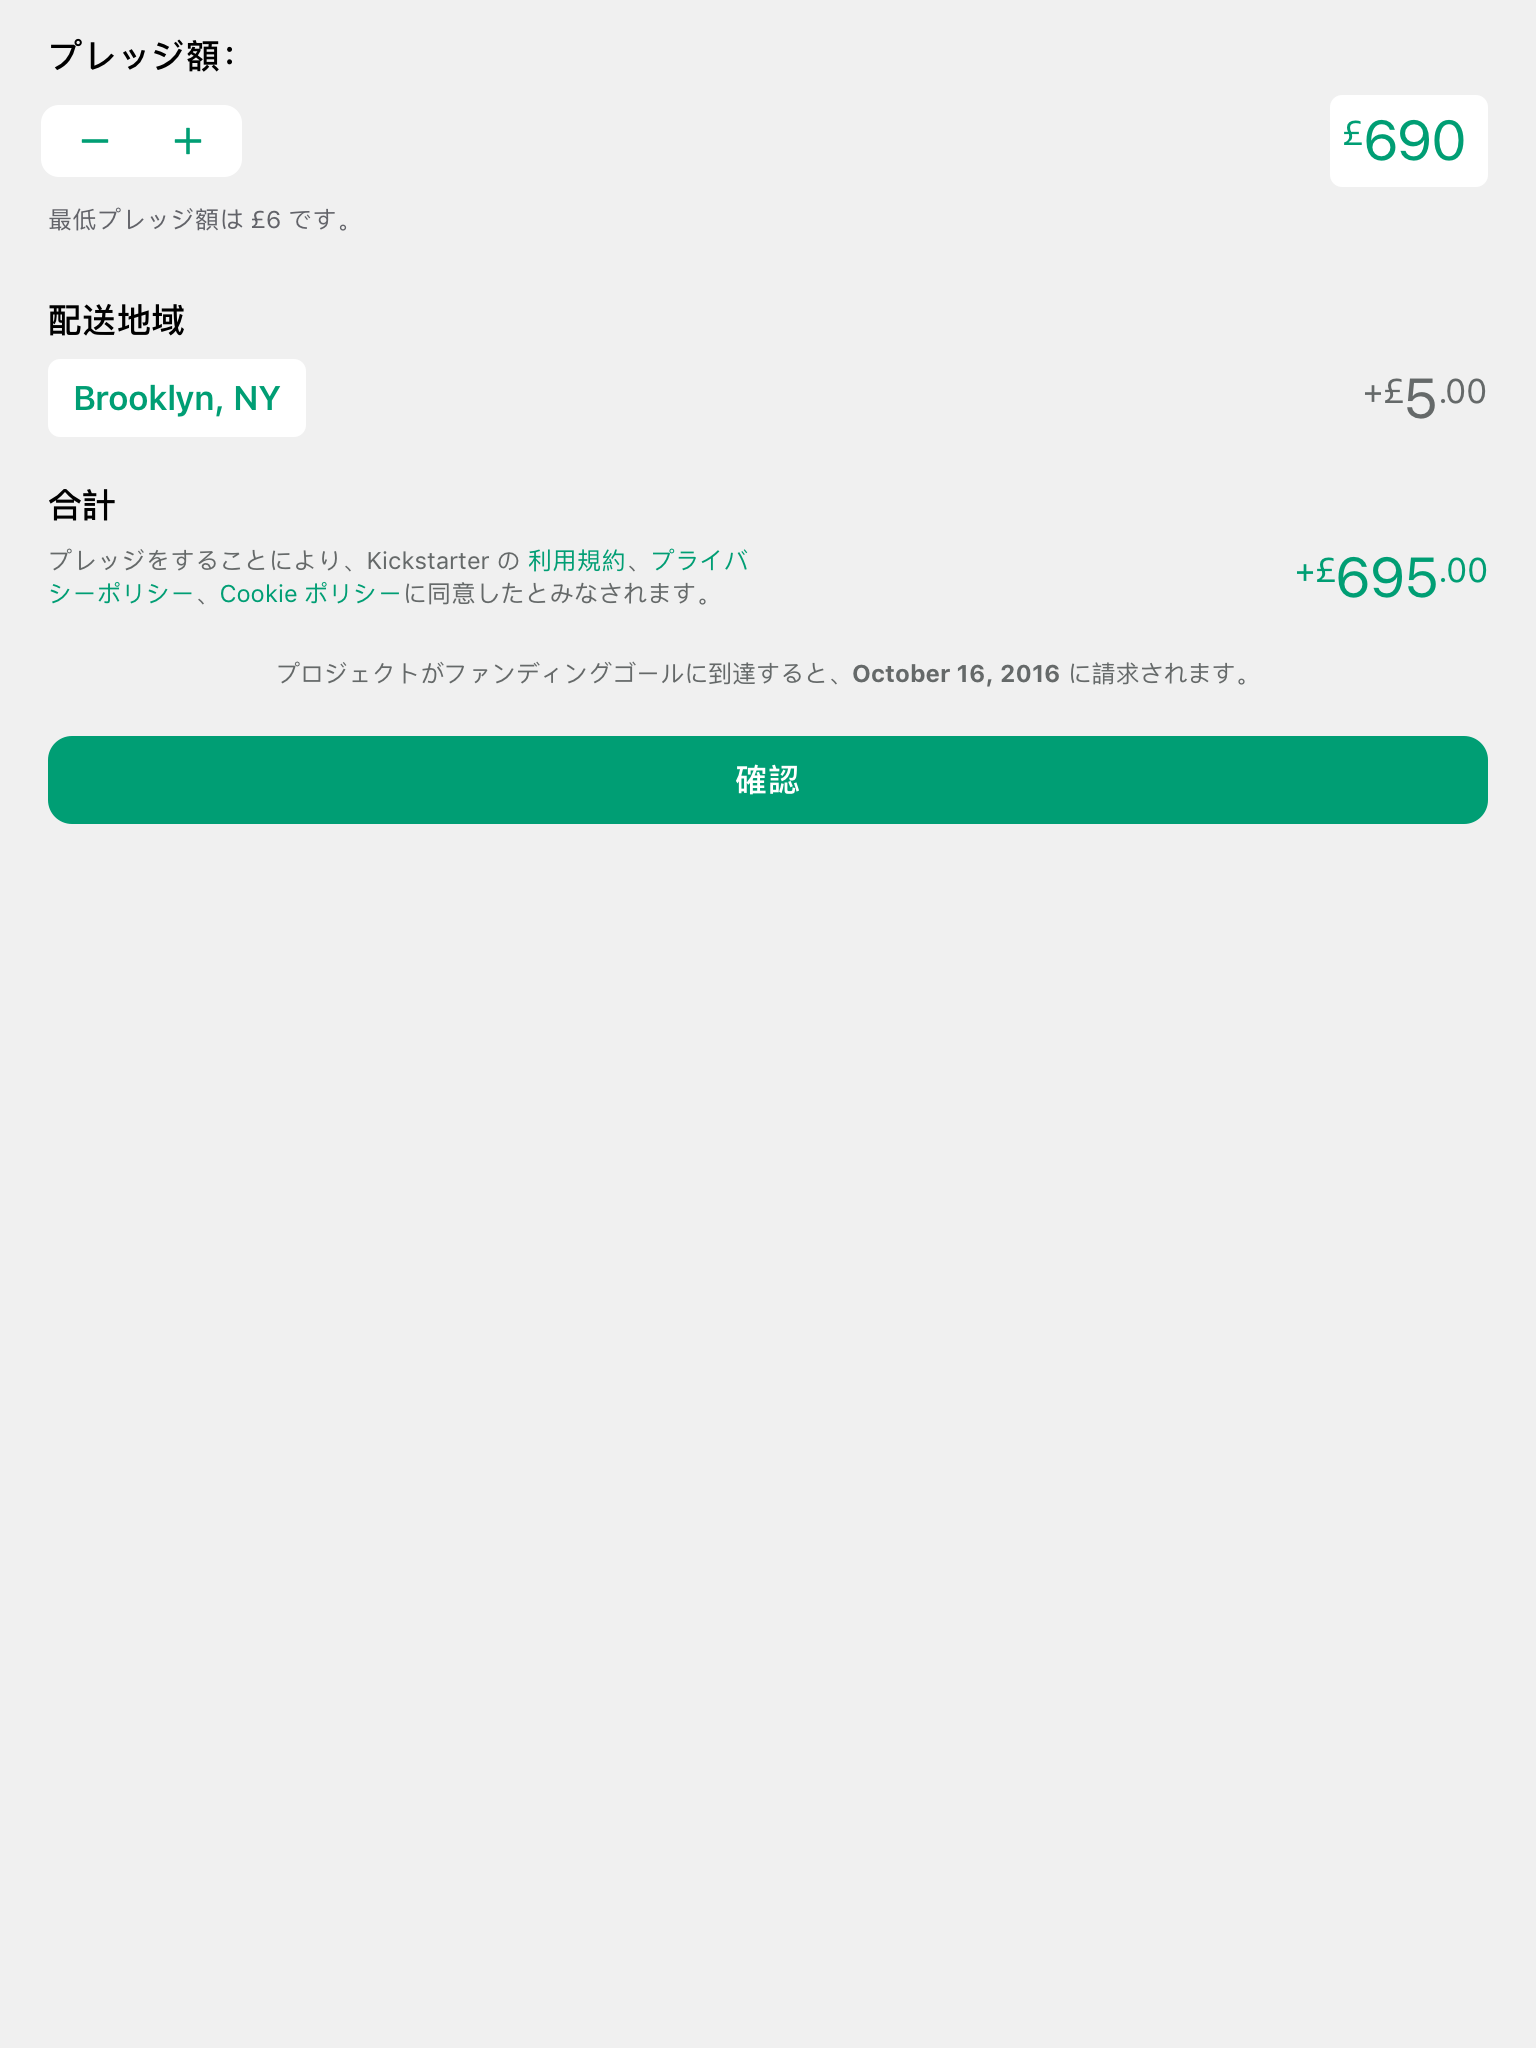 プレッジ額：
− +
£690
最低プレッジ額は £6 です。
配送地域
Brooklyn, NY
+£5.00
合計
プレッジをすることにより、Kickstarter の 利用規約、プライバ
シーポリシー、Cookie ポリシーに同意したとみなされます。
+£695.00
プロジェクトがファンディングゴールに到達すると、October 16, 2016 に請求されます。
確認